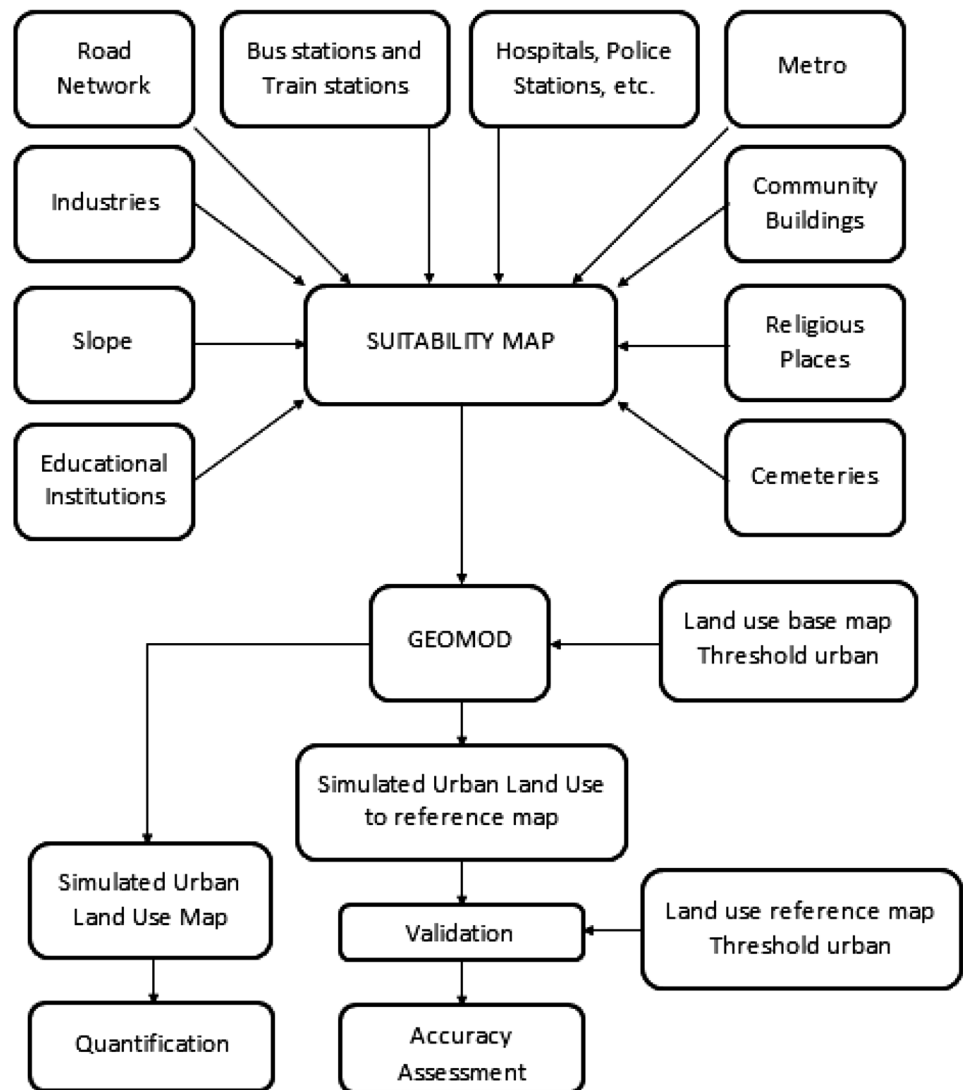 Road
Network
Bus stations and
Train stations
Hospitals, Police
Stations, etc.
Metro
Industries
Community
Buildings
Slope
SUITABILITY MAP
Religious
Places
Educational
Institutions
Cemeteries
GEOMOD
Land use base map
Threshold urban
Simulated Urban Land Use
to reference map
Simulated Urban
Land Use Map
Validation
Land use reference map
Threshold urban
Quantification
Accuracy
Assessment